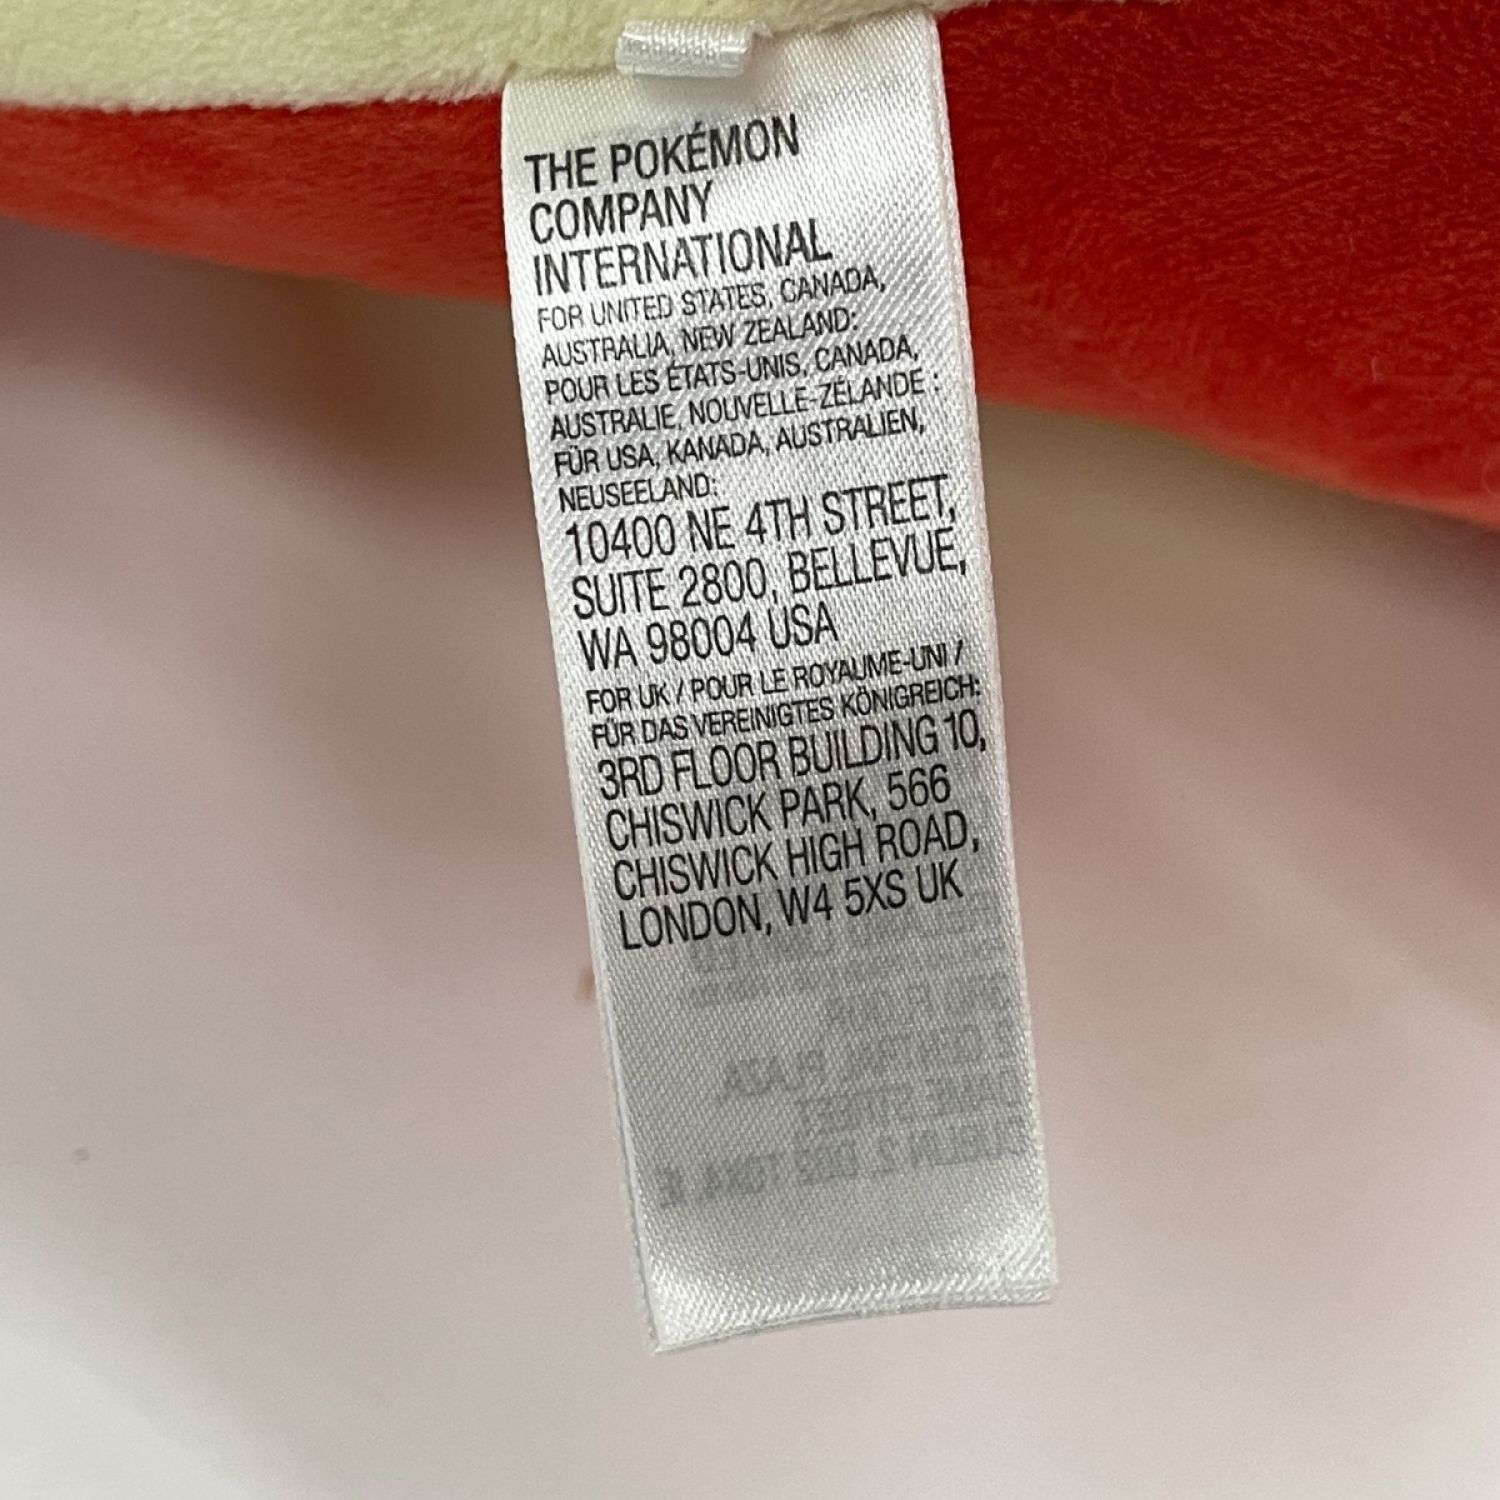 THE POKÉMON
COMPANY
INTERNATIONAL
FOR UNITED STATES, CANADA,
AUSTRALIA, NEW ZEALAND:
POUR LES ÉTATS-UNIS, CANADA,
AUSTRALIE, NOUVELLE-ZÉLANDE :
FÜR USA, KANADA, AUSTRALIEN,
NEUSEELAND:
10400 NE 4TH STREET,
SUITE 2800, BELLEVUE,
WA 98004 USA
FOR UK / POUR LE ROYAUME-UNI /
FÜR DAS VEREINIGTES KÖNIGREICH:
3RD FLOOR BUILDING 10,
CHISWICK PARK, 566
CHISWICK HIGH ROAD,
LONDON, W4 5XS UK